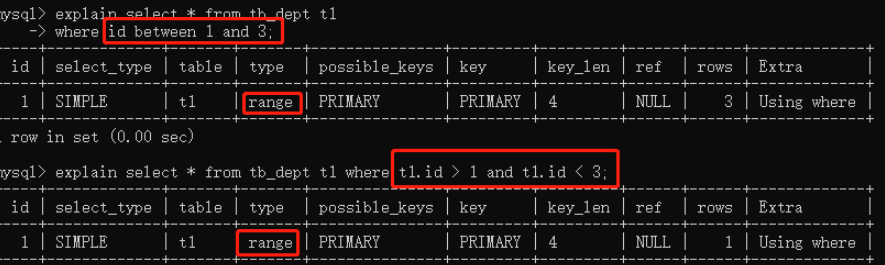 mysql> explain select * from tb_dept t1
-> where id between 1 and 3;
id | select_type | table | type | possible_keys | key | key_len | ref | rows | Extra |
1 | SIMPLE | t1 | range | PRIMARY | PRIMARY | 4 | NULL | 3 | Using where |
row in set (0.00 sec)
mysql> explain select * from tb_dept t1 where t1.id > 1 and t1.id < 3;
id | select_type | table | type | possible_keys | key | key_len | ref | rows | Extra |
1 | SIMPLE | t1 | range | PRIMARY | PRIMARY | 4 | NULL | 1 | Using where |